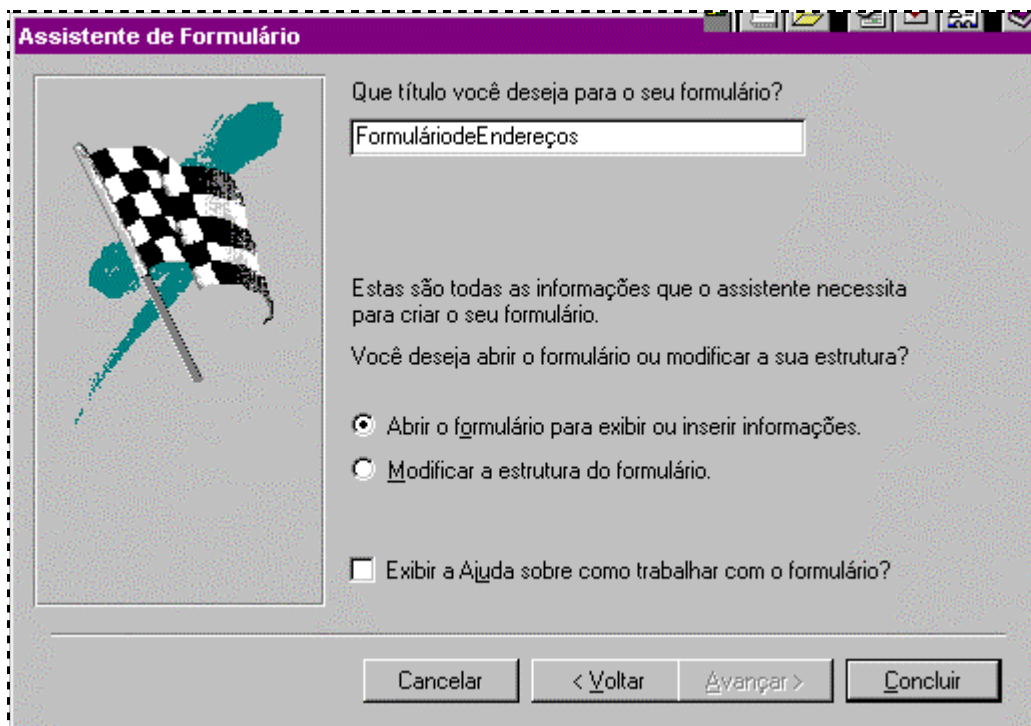 Assistente de Formulário
Que título você deseja para o seu formulário?
FormuláriodeEndereços
Estas são todas as informações que o assistente necessita
para criar o seu formulário.
Você deseja abrir o formulário ou modificar a sua estrutura?
Abrir o formulário para exibir ou inserir informações.
Modificar a estrutura do formulário.
Exibir a Ajuda sobre como trabalhar com o formulário?
Cancelar < Voltar Avançar > Concluir